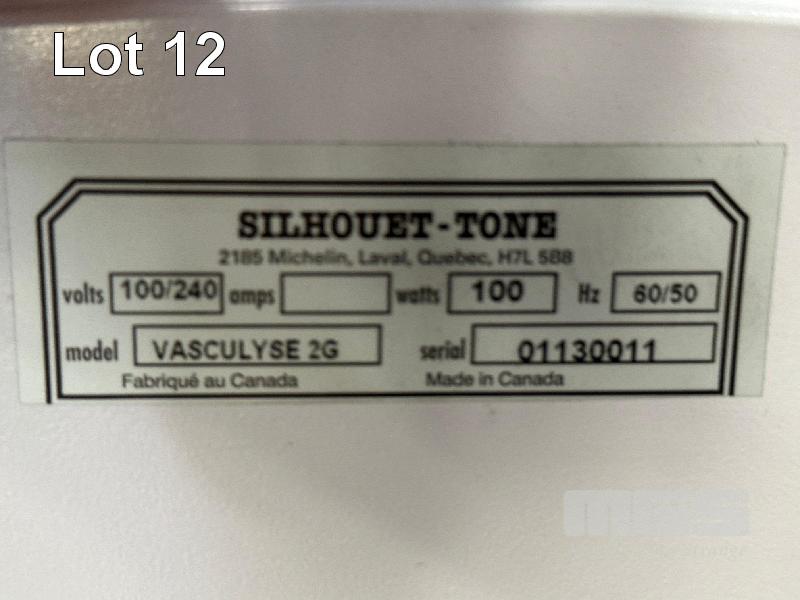 Lot 12
SILHOUET-TONE
2185 Michelin, Laval, Quebec, H7L 5B8
volts 100/240 amps watts 100 Hz 60/50
model VASCULYSE 2G serial 01130011
Fabriqué au Canada Made in Canada